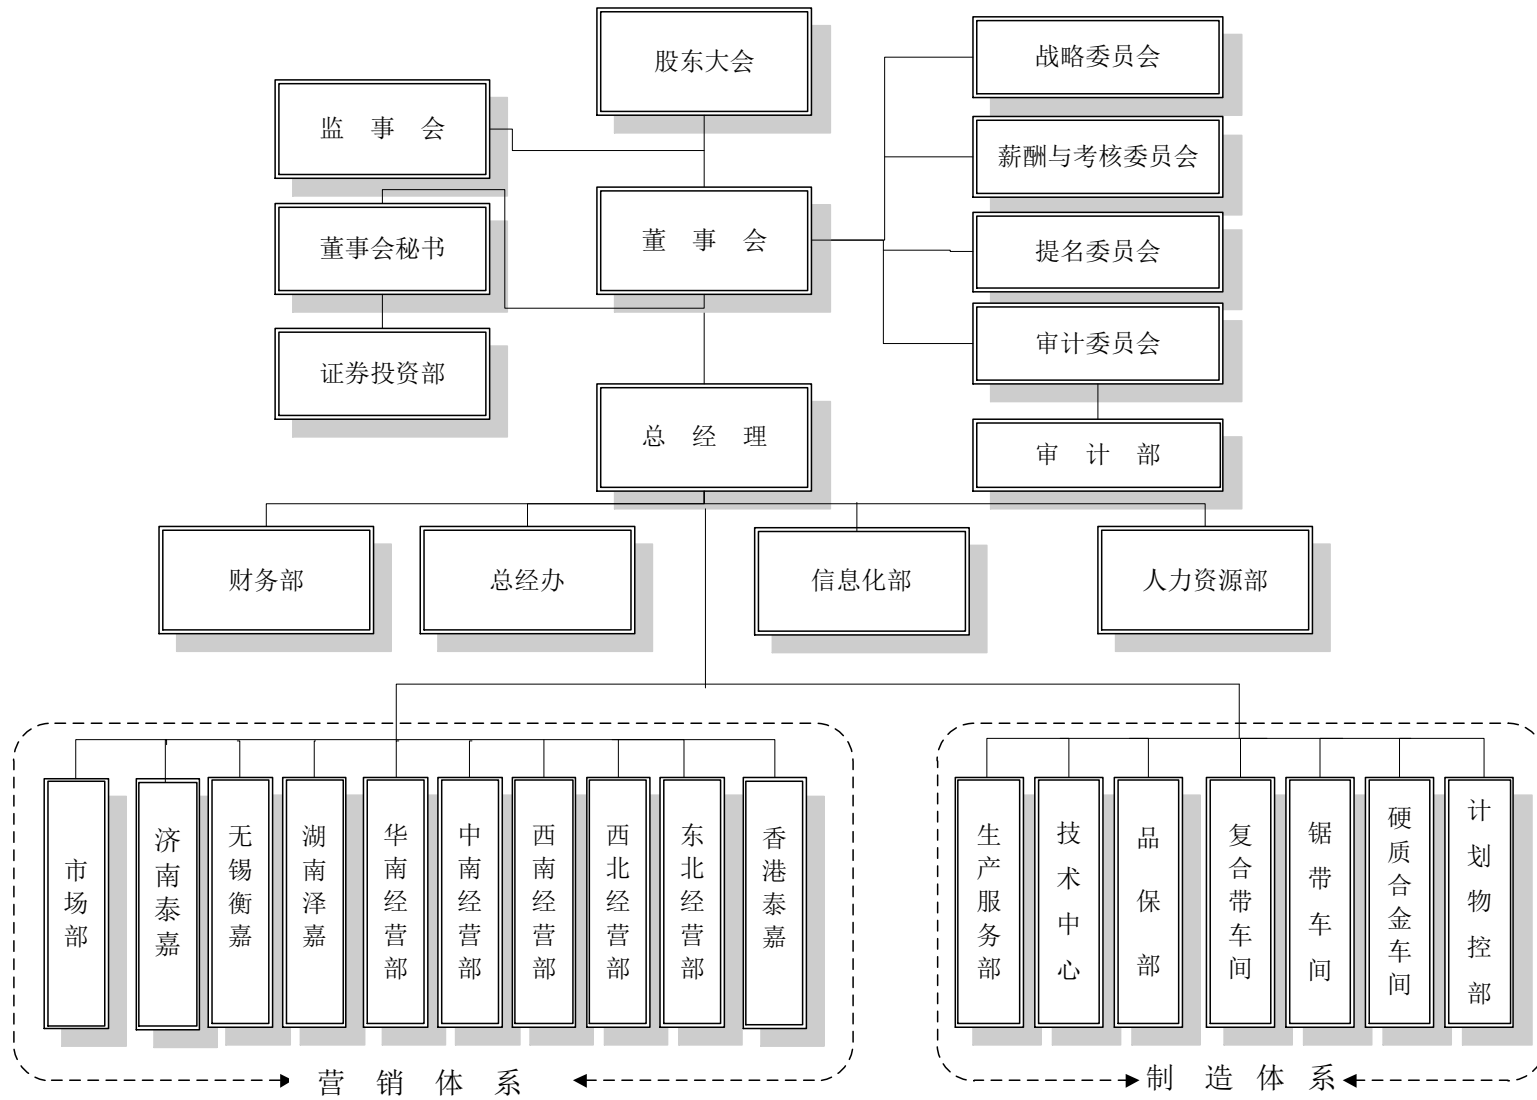 股东大会
战略委员会
监事会
薪酬与考核委员会
董事会
董事会秘书
提名委员会
审计委员会
证券投资部
总经理
审计部
财务部
总经办
信息化部
人力资源部
市场部
济南泰嘉
无锡衡嘉
湖南泽嘉
华南经营部
中南经营部
西南经营部
西北经营部
东北经营部
香港泰嘉
生产服务部
技术中心
品保部
复合带车间
锯带车间
硬质合金车间
计划物控部
营销体系
制造体系